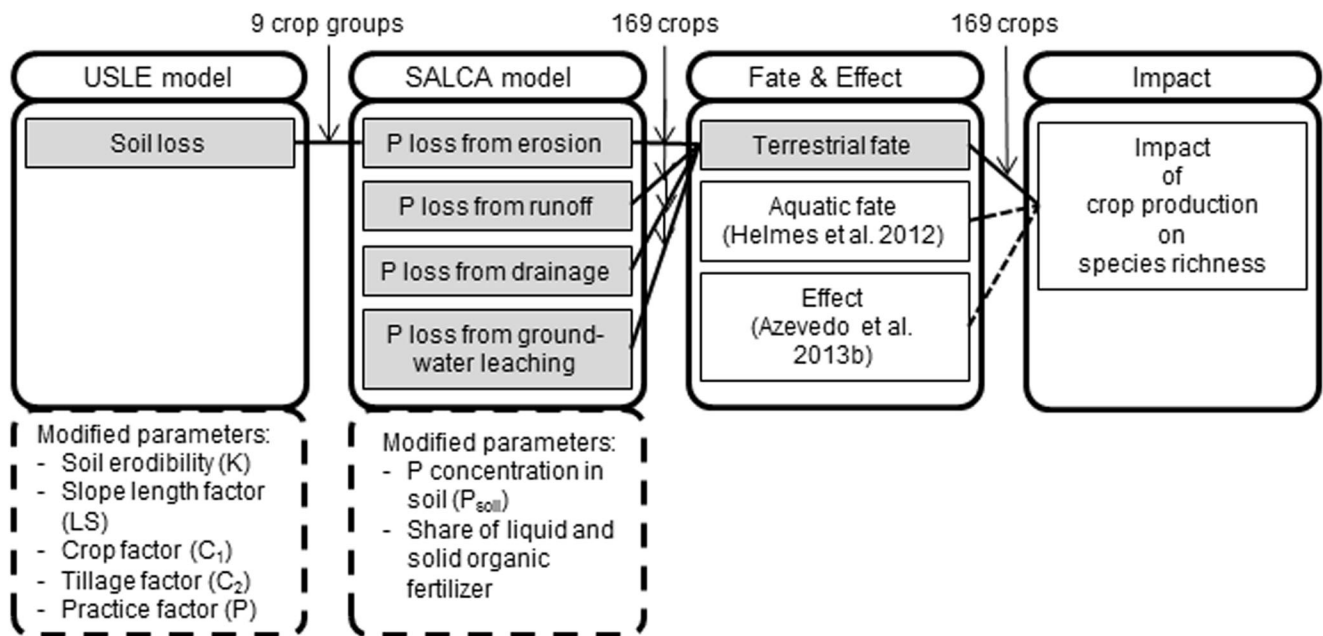 9 crop groups
169 crops
169 crops
USLE model
SALCA model
Fate & Effect
Impact
Soil loss
P loss from erosion
P loss from runoff
P loss from drainage
P loss from ground-
water leaching
Terrestrial fate
Aquatic fate
(Helmes et al. 2012)
Effect
(Azevedo et al.
2013b)
Impact
of
crop production
on
species richness
Modified parameters:
- Soil erodibility (K)
- Slope length factor
(LS)
- Crop factor (C₁)
- Tillage factor (C₂)
- Practice factor (P)
Modified parameters:
- P concentration in
soil (Psoil)
- Share of liquid and
solid organic
fertilizer